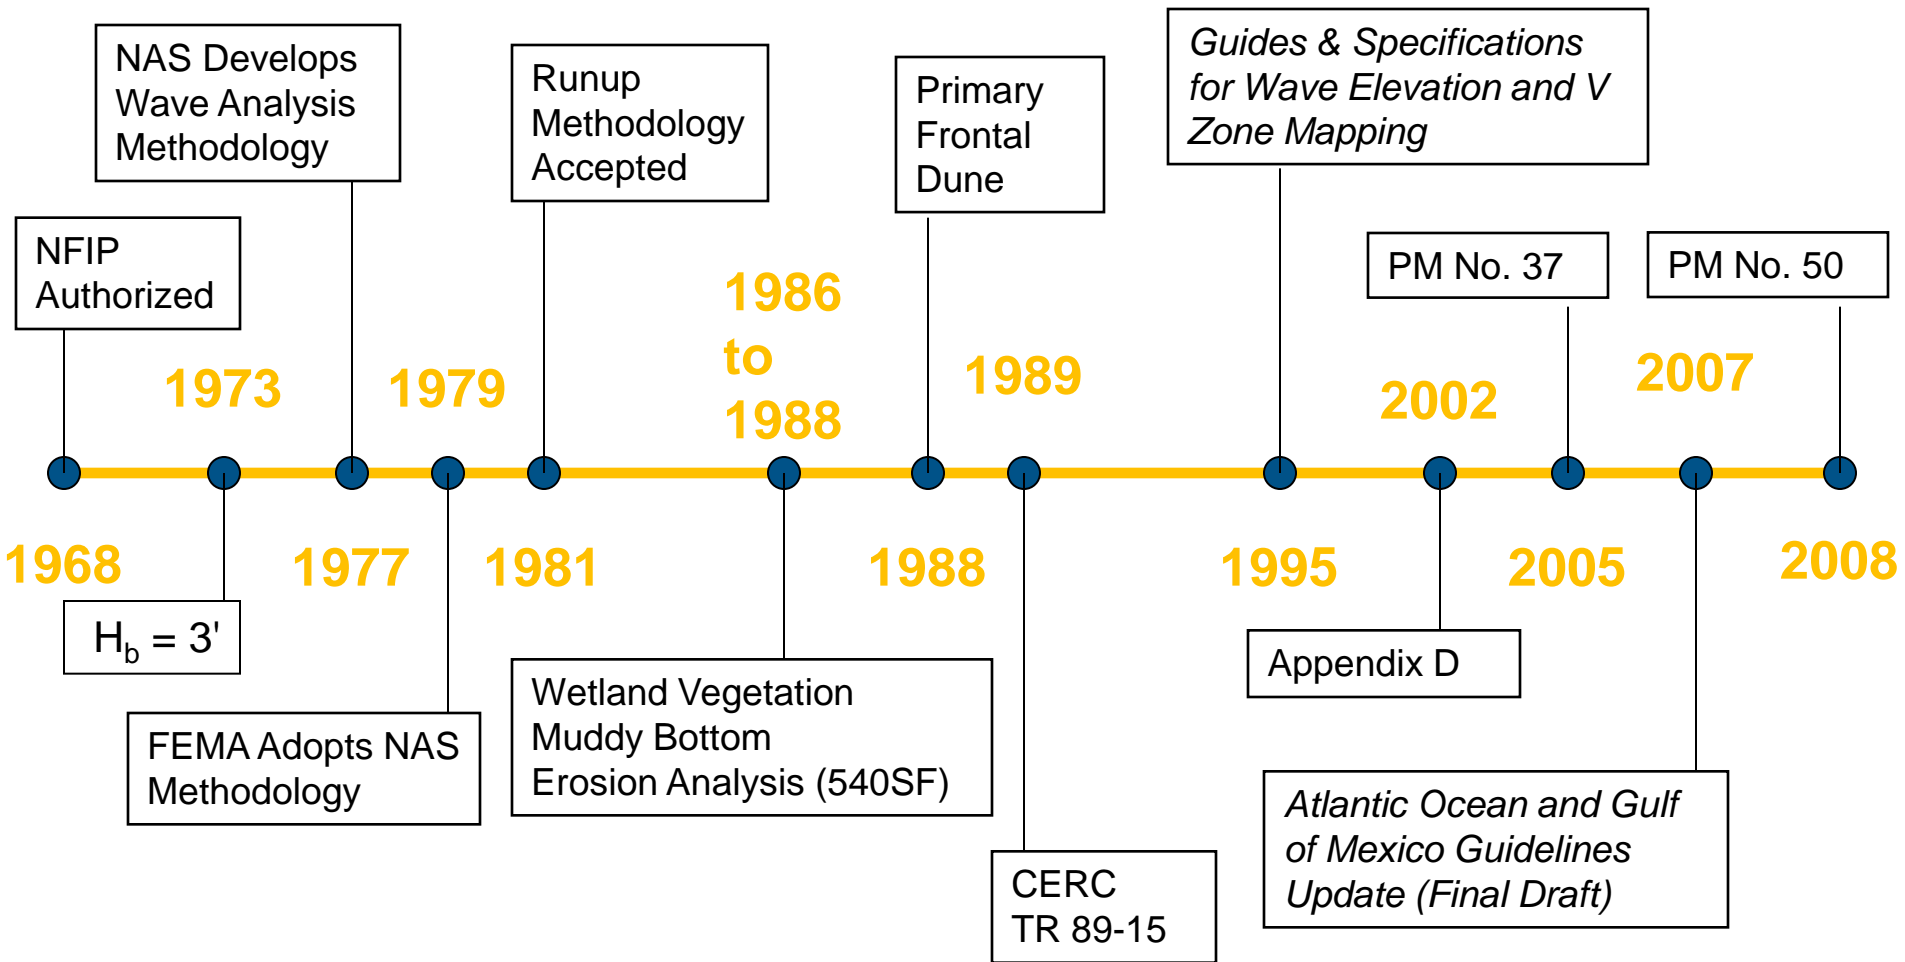 NAS Develops
Wave Analysis
Methodology
Runup
Methodology
Accepted
Primary
Frontal
Dune
Guides & Specifications
for Wave Elevation and V
Zone Mapping
NFIP
Authorized
PM No. 37
PM No. 50
1973
1979
1986
to
1988
1989
2002
2007
1968
1977
1981
1988
1995
2005
2008
Hb = 3'
FEMA Adopts NAS
Methodology
Wetland Vegetation
Muddy Bottom
Erosion Analysis (540SF)
CERC
TR 89-15
Appendix D
Atlantic Ocean and Gulf
of Mexico Guidelines
Update (Final Draft)